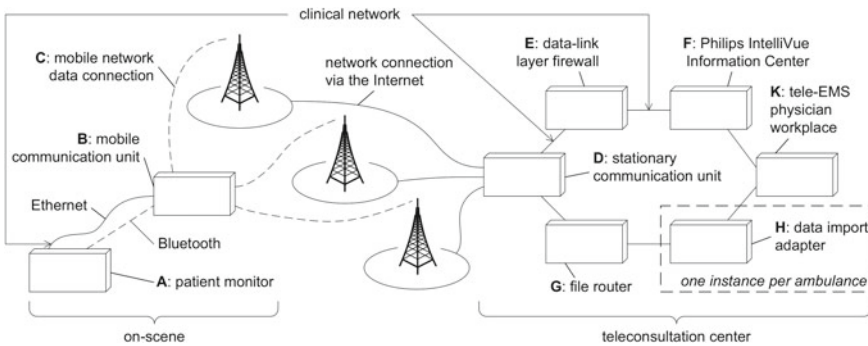 clinical network
C: mobile network
data connection
network connection
via the Internet
E: data-link
layer firewall
F: Philips IntelliVue
Information Center
K: tele-EMS
physician
workplace
B: mobile
communication unit
D: stationary
communication unit
Ethernet
Bluetooth
H: data import
adapter
A: patient monitor
G: file router
one instance per ambulance
on-scene
teleconsultation center